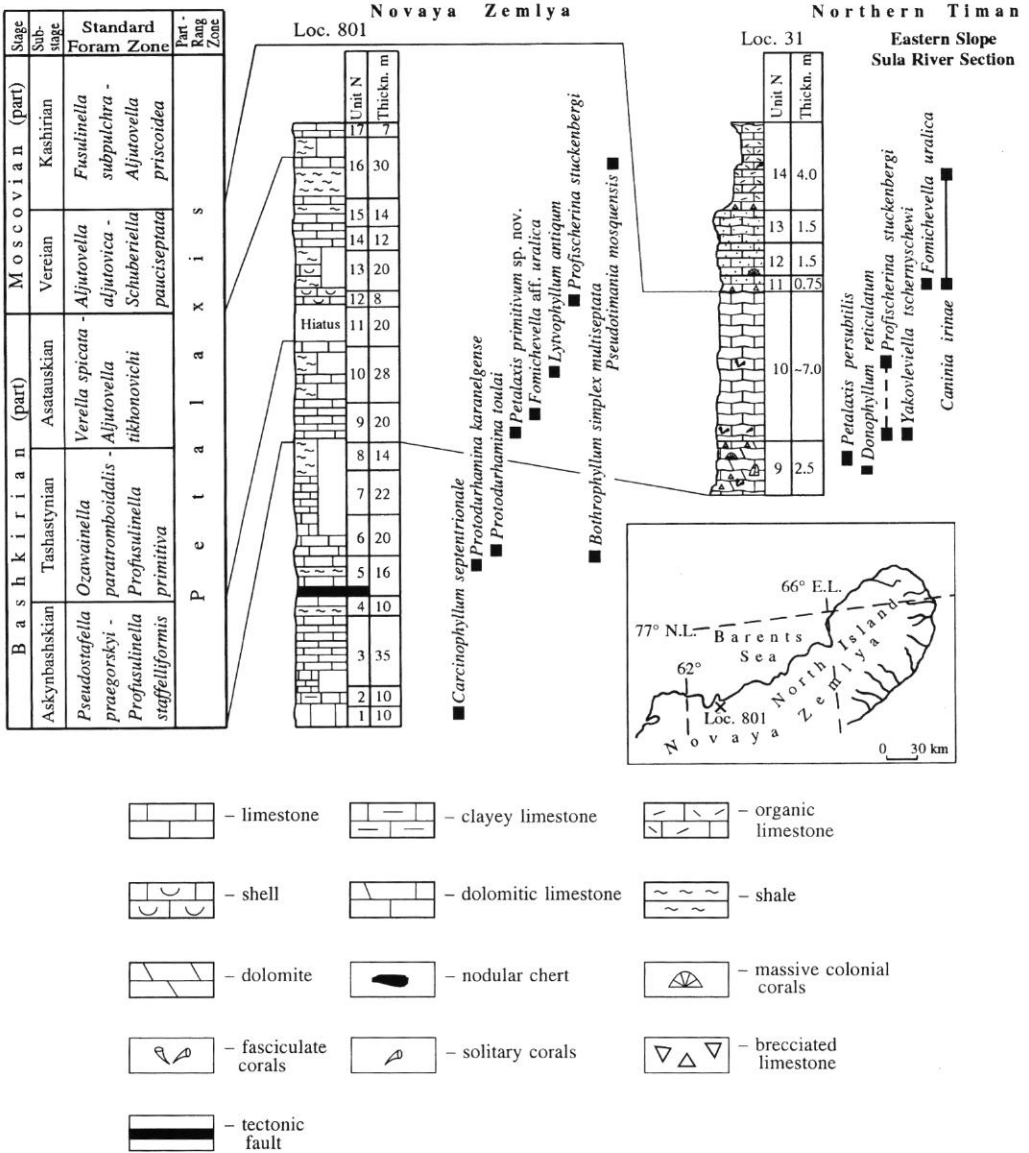 Novaya Zemlya
Northern Timan
Loc. 801
Loc. 31
Eastern Slope
Sula River Section
Stage
Sub-
stage
Standard
Foram Zone
Part -
Rang
Zone
Moscovian (part)
Kashirian
Fusulinella
subpulchra -
Aljutovella
priscoidea
Vereian
Aljutovella
aljutovica -
Schuberiella
pauciseptata
Bashkirian (part)
Asatauskian
Verella spicata -
Aljutovella
tikhonovichi
Tashastynian
Ozawainella
paratromboidalis -
Profusulinella
primitiva
Askynbashskian
Pseudostafella
praegorskyi -
Profusulinella
staffelliformis
Petalaxis
Unit N
Thickn. m
17 7
16 30
15 14
14 12
13 20
12 8
Hiatus 11 20
10 28
9 20
8 14
7 22
6 20
5 16
4 10
3 35
2 10
1 10
Carcinophyllum septentrionale
Protodurhamina karanelgense
Protodurhamina toulai
Petalaxis primitivum sp. nov.
Fomichevella aff. uralica
Lytvophyllum antiqum
Profischerina stuckenbergi
Bothrophyllum simplex multiseptata
Pseudotimania mosquensis
Unit N
Thickn. m
14 4.0
13 1.5
12 1.5
11 0.75
10 ~7.0
9 2.5
Petalaxis persubtilis
Donophyllum reticulatum
Profischerina stuckenbergi
Yakovleviella tschernyschewi
Fomichevella uralica
Caninia irinae
66° E.L.
77° N.L.
Barents
Sea
62°
Loc. 801
North Island
Novaya Zemlya
0 30 km
– limestone
– clayey limestone
– organic
limestone
– shell
– dolomitic limestone
– shale
– dolomite
– nodular chert
– massive colonial
corals
– fasciculate
corals
– solitary corals
– brecciated
limestone
– tectonic
fault